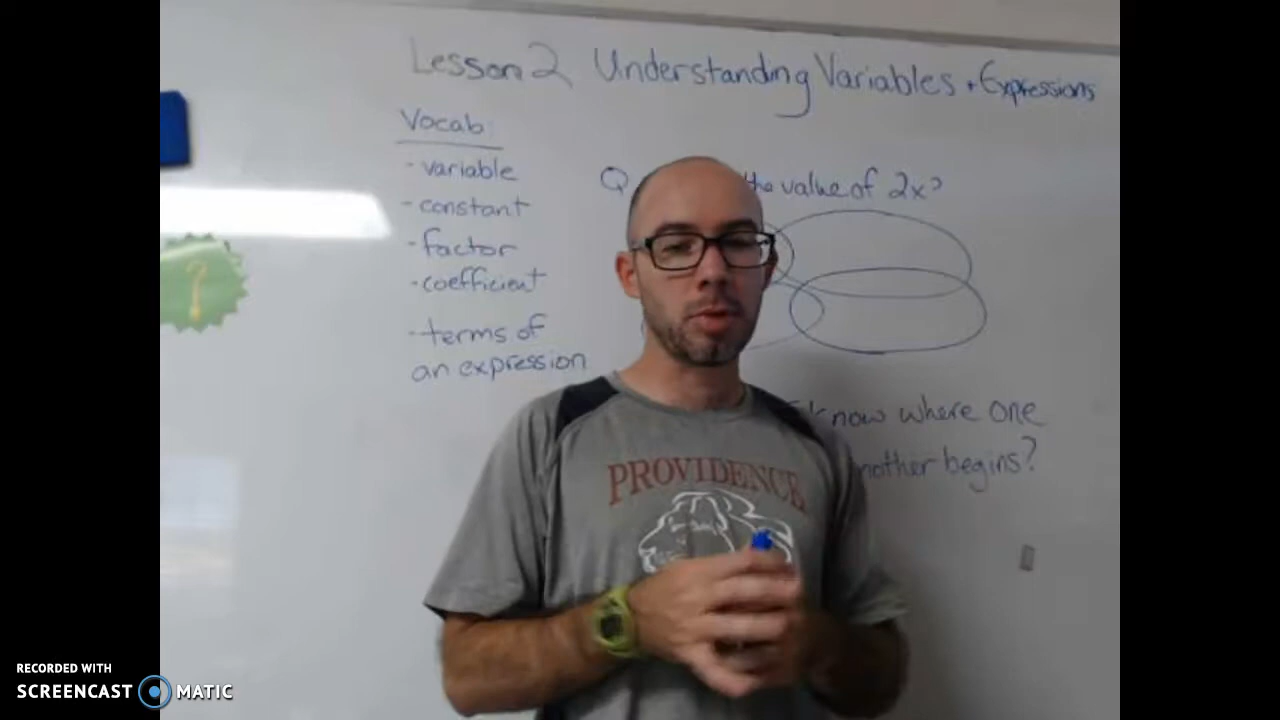 Lesson 2 Understanding Variables + Expressions
Vocab:
- variable
- constant
- factor
- coefficient
- terms of
an expression
Q the value of 2x?
know where one
another begins?
PROVIDENCE
?
RECORDED WITH
SCREENCAST MATIC